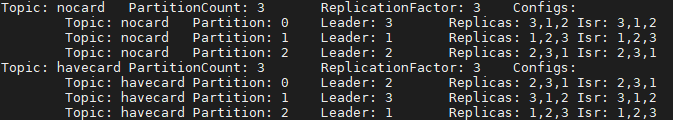 Topic: nocard PartitionCount: 3 ReplicationFactor: 3 Configs:
Topic: nocard Partition: 0 Leader: 3 Replicas: 3,1,2 Isr: 3,1,2
Topic: nocard Partition: 1 Leader: 1 Replicas: 1,2,3 Isr: 1,2,3
Topic: nocard Partition: 2 Leader: 2 Replicas: 2,3,1 Isr: 2,3,1
Topic: havecard PartitionCount: 3 ReplicationFactor: 3 Configs:
Topic: havecard Partition: 0 Leader: 2 Replicas: 2,3,1 Isr: 2,3,1
Topic: havecard Partition: 1 Leader: 3 Replicas: 3,1,2 Isr: 3,1,2
Topic: havecard Partition: 2 Leader: 1 Replicas: 1,2,3 Isr: 1,2,3